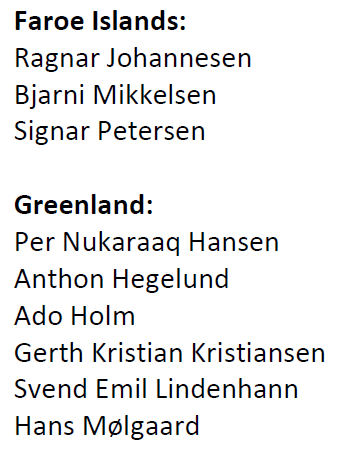 Faroe Islands:
Ragnar Johannesen
Bjarni Mikkelsen
Signar Petersen
Greenland:
Per Nukaraaq Hansen
Anthon Hegelund
Ado Holm
Gerth Kristian Kristiansen
Svend Emil Lindenhann
Hans Mølgaard